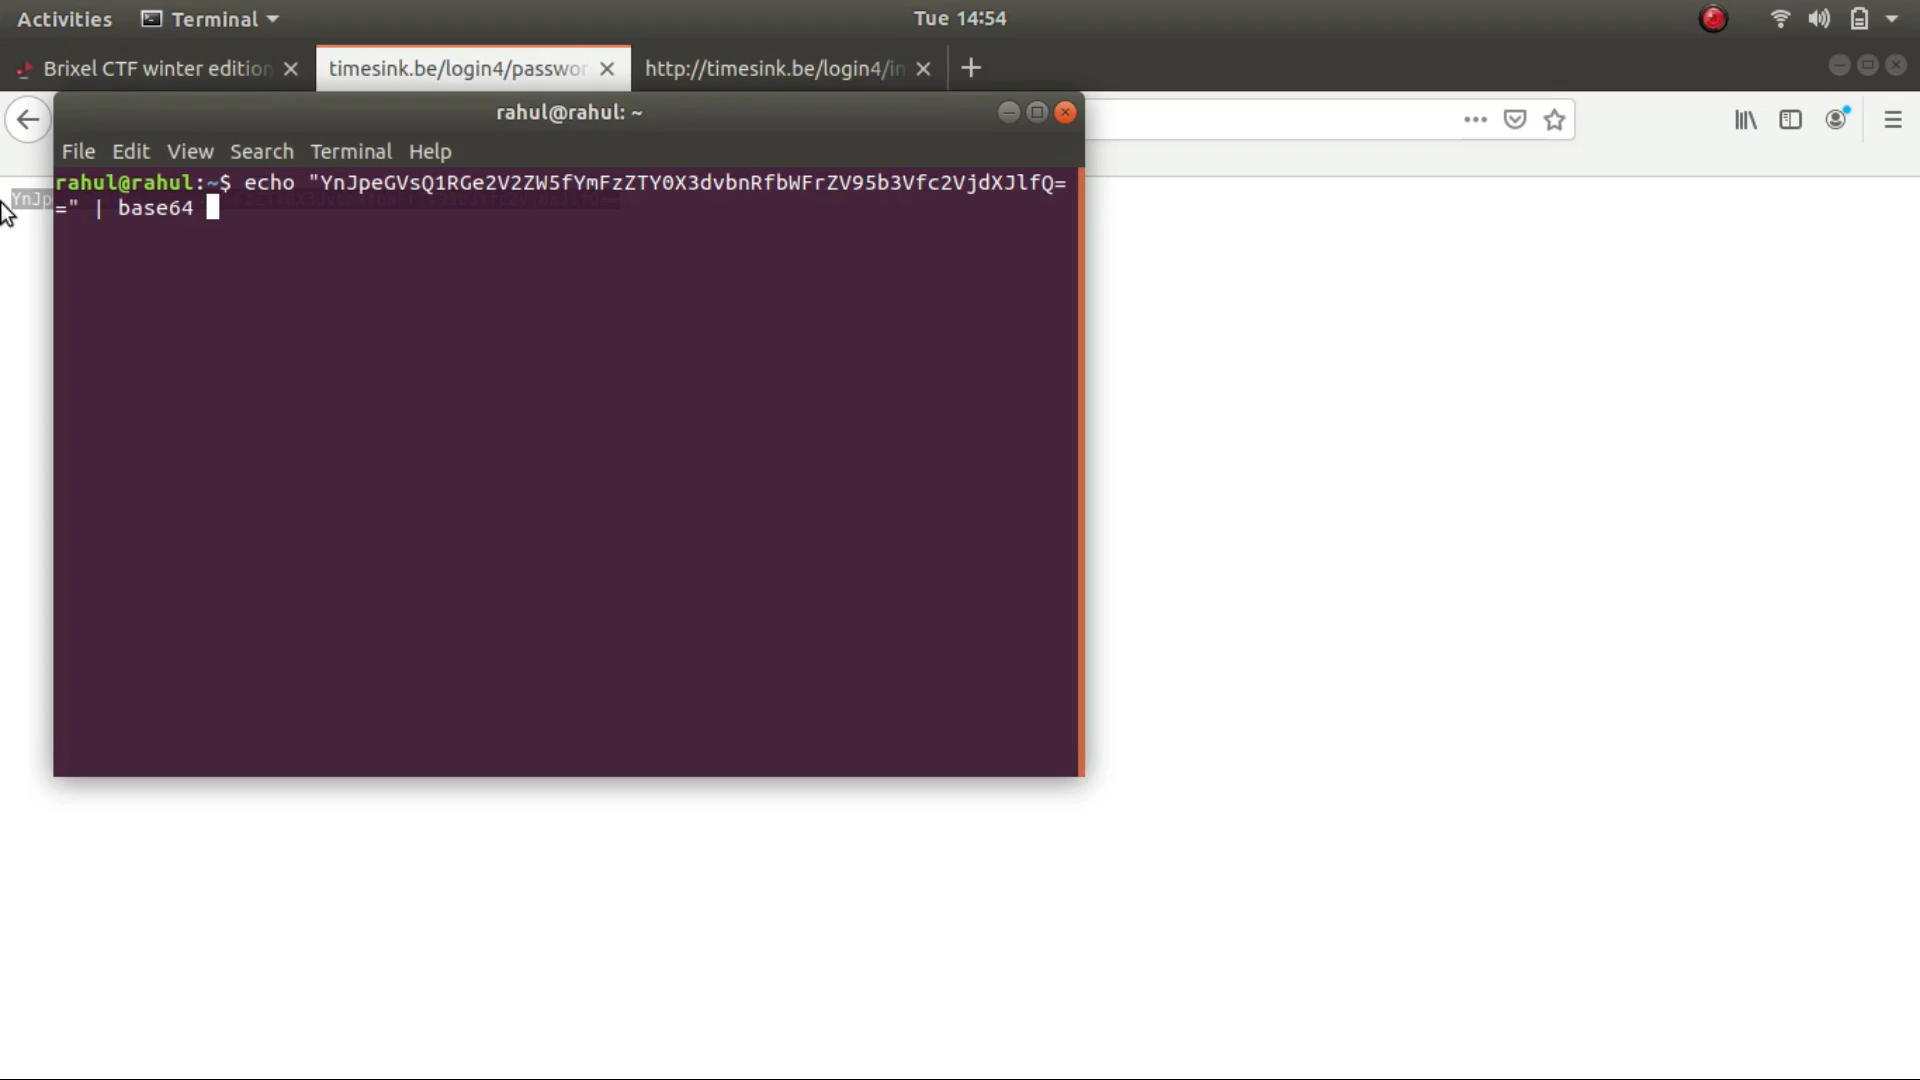 Activities Terminal Tue 14:54
Brixel CTF winter edition timesink.be/login4/passwor http://timesink.be/login4/in
rahul@rahul: ~
File Edit View Search Terminal Help
rahul@rahul:~$ echo "YnJpeGVsQ1RGe2V2ZW5fYmFzZTY0X3dvbnRfbWFrZV95b3Vfc2VjdXJlfQ=
=" | base64
YnJp